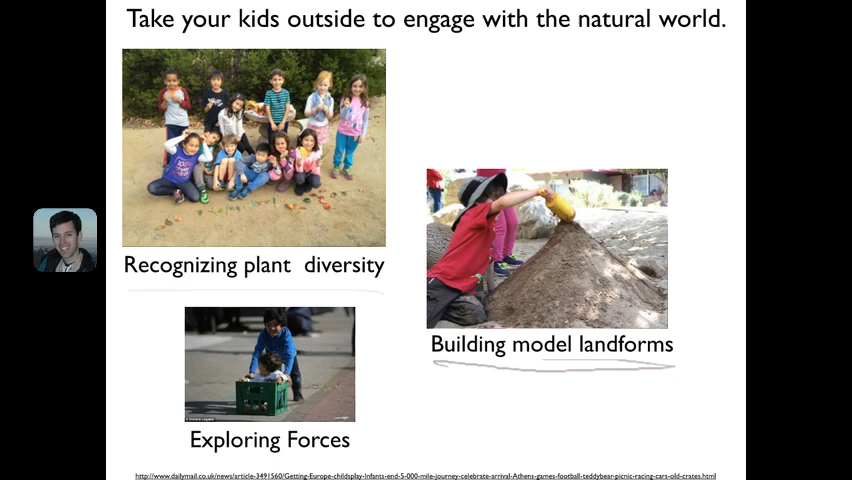 Take your kids outside to engage with the natural world.
Recognizing plant diversity
Building model landforms
Exploring Forces
http://www.dailymail.co.uk/news/article-3491560/Getting-Europe-childsplay-Infants-end-5-000-mile-journey-celebrate-arrival-Athens-games-football-teddybear-picnic-racing-cars-old-crates.html